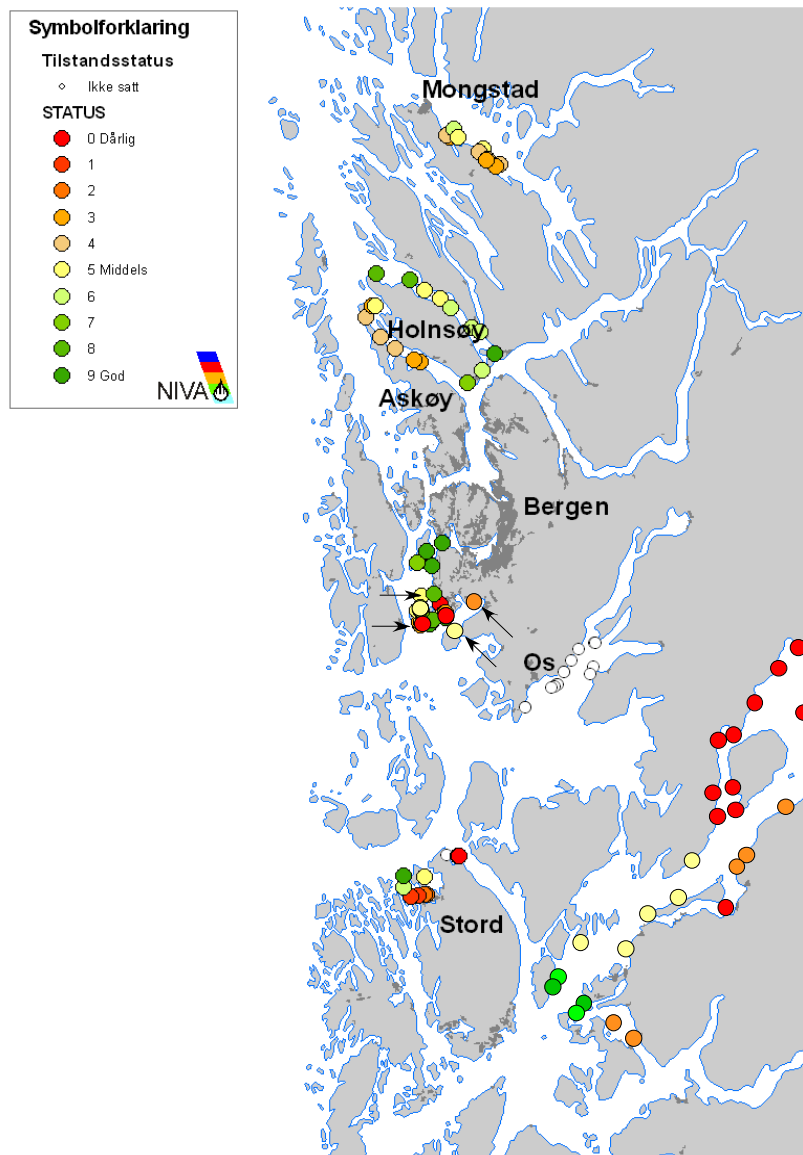 Symbolforklaring
Tilstandsstatus
Ikke satt
STATUS
0 Dårlig
1
2
3
4
5 Middels
6
7
8
9 God
NIVA
Mongstad
Holnsøy
Askøy
Bergen
Os
Stord